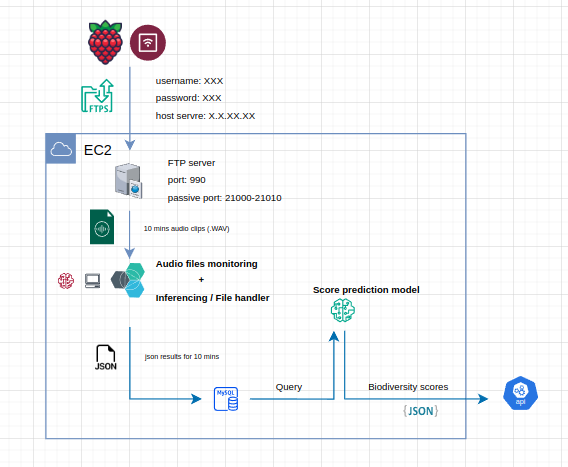 username: XXX
password: XXX
host servre: X.X.XX.XX
FTPS
EC2
FTP server
port: 990
passive port: 21000-21010
10 mins audio clips (.WAV)
Audio files monitoring
+
Inferencing / File handler
Score prediction model
JSON
json results for 10 mins
MySQL
Query
Biodiversity scores
{JSON}
api